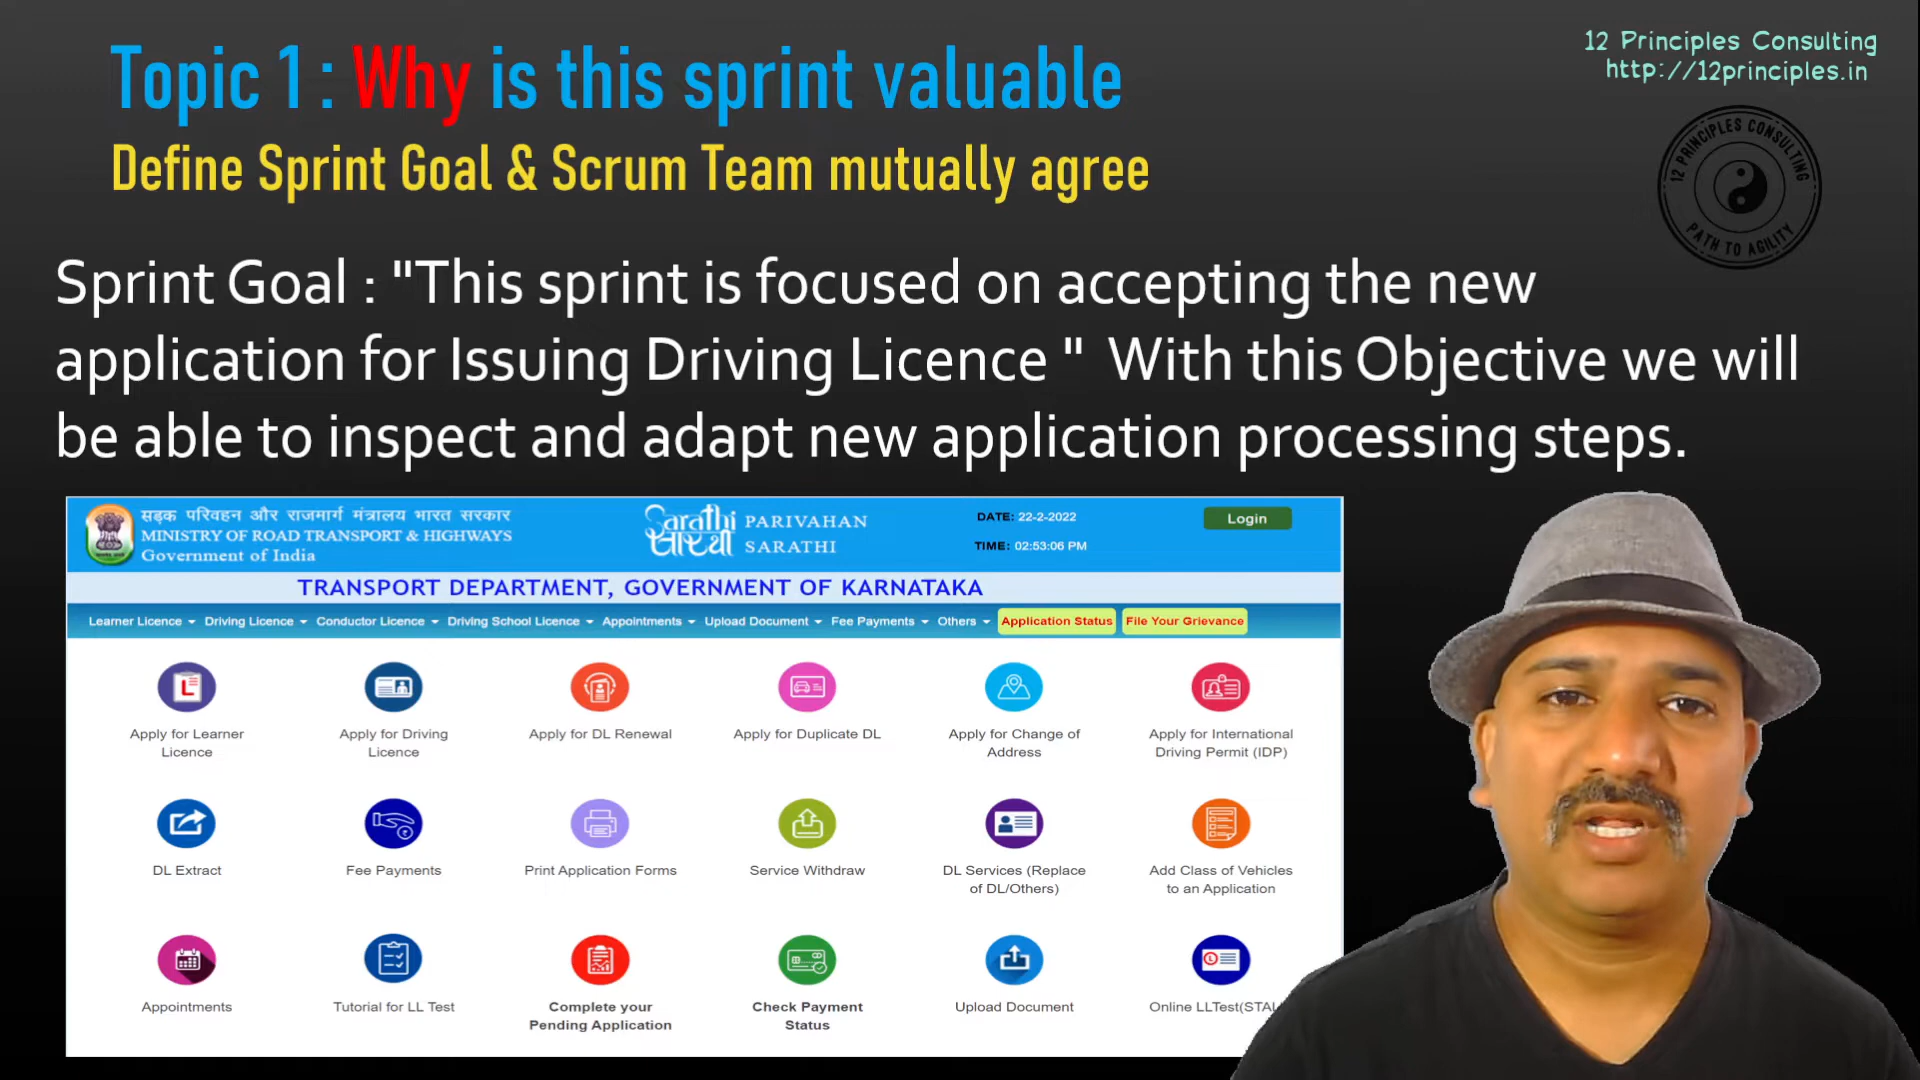 Topic 1 : Why is this sprint valuable
Define Sprint Goal & Scrum Team mutually agree
12 Principles Consulting
http://12principles.in
12 PRINCIPLES CONSULTING
PATH TO AGILITY
Sprint Goal : "This sprint is focused on accepting the new
application for Issuing Driving Licence " With this Objective we will
be able to inspect and adapt new application processing steps.
सड़क परिवहन और राजमार्ग मंत्रालय भारत सरकार
MINISTRY OF ROAD TRANSPORT & HIGHWAYS
Government of India
Sarathi
सारथी
PARIVAHAN
SARATHI
DATE: 22-2-2022
TIME: 02:53:06 PM
Login
TRANSPORT DEPARTMENT, GOVERNMENT OF KARNATAKA
Learner Licence Driving Licence Conductor Licence Driving School Licence Appointments Upload Document Fee Payments Others Application Status File Your Grievance
L
Apply for Learner
Licence
Apply for Driving
Licence
Apply for DL Renewal
Apply for Duplicate DL
Apply for Change of
Address
Apply for International
Driving Permit (IDP)
DL Extract
Fee Payments
Print Application Forms
Service Withdraw
DL Services (Replace
of DL/Others)
Add Class of Vehicles
to an Application
Appointments
Tutorial for LL Test
Complete your
Pending Application
Check Payment
Status
Upload Document
Online LLTest(STAL